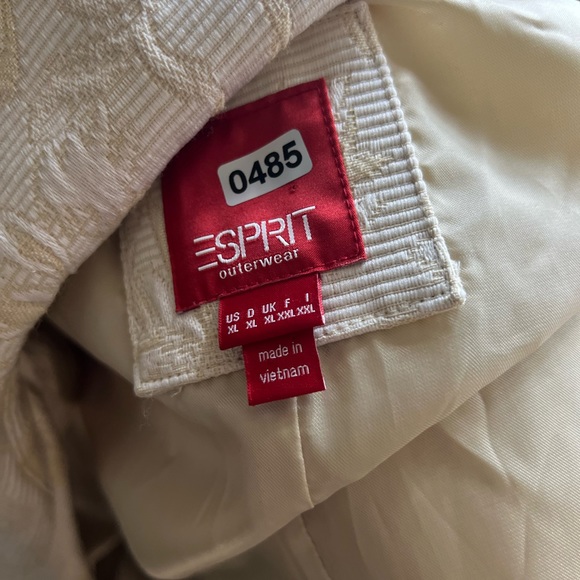 0485
ESPRIT
outerwear
US D UK F I
XL XL XL XXL XXL
made in
vietnam